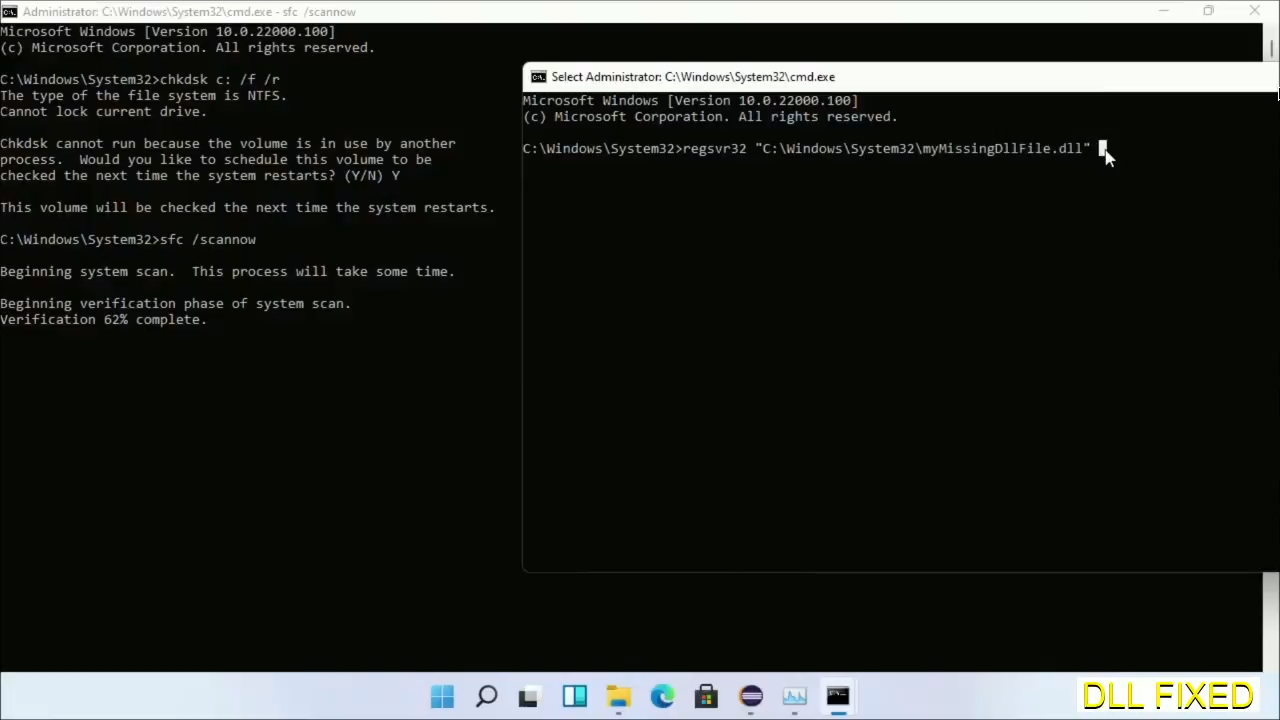 Administrator: C:\Windows\System32\cmd.exe - sfc /scannow
Microsoft Windows [Version 10.0.22000.100]
(c) Microsoft Corporation. All rights reserved.
C:\Windows\System32>chkdsk c: /f /r
The type of the file system is NTFS.
Cannot lock current drive.
Chkdsk cannot run because the volume is in use by another
process.  Would you like to schedule this volume to be
checked the next time the system restarts? (Y/N) Y
This volume will be checked the next time the system restarts.
C:\Windows\System32>sfc /scannow
Beginning system scan.  This process will take some time.
Beginning verification phase of system scan.
Verification 62% complete.
Select Administrator: C:\Windows\System32\cmd.exe
Microsoft Windows [Version 10.0.22000.100]
(c) Microsoft Corporation. All rights reserved.
C:\Windows\System32>regsvr32 "C:\Windows\System32\myMissingDllFile.dll"
DLL FIXED